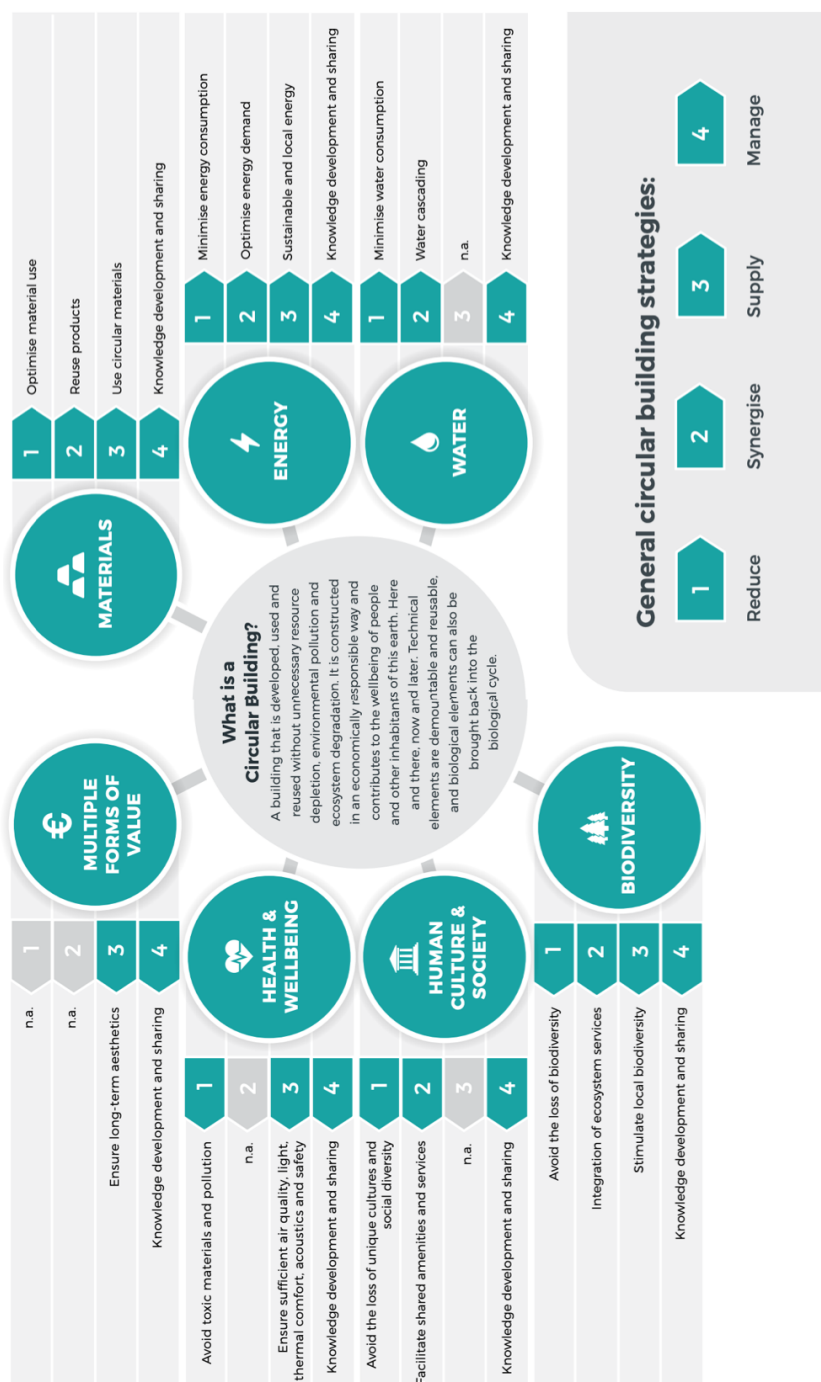 MULTIPLE
FORMS OF
VALUE
1
n.a.
2
n.a.
3
Ensure long-term aesthetics
4
Knowledge development and sharing
HEALTH &
WELLBEING
1
Avoid toxic materials and pollution
2
n.a.
3
Ensure sufficient air quality, light,
thermal comfort, acoustics and safety
4
Knowledge development and sharing
HUMAN
CULTURE &
SOCIETY
1
Avoid the loss of unique cultures and
social diversity
2
Facilitate shared amenities and services
3
n.a.
4
Knowledge development and sharing
BIODIVERSITY
1
Avoid the loss of biodiversity
2
Integration of ecosystem services
3
Stimulate local biodiversity
4
Knowledge development and sharing
What is a
Circular Building?
A building that is developed, used and
reused without unnecessary resource
depletion, environmental pollution and
ecosystem degradation. It is constructed
in an economically responsible way and
contributes to the wellbeing of people
and other inhabitants of this earth. Here
and there, now and later. Technical
elements are demountable and reusable,
and biological elements can also be
brought back into the
biological cycle.
MATERIALS
1
Optimise material use
2
Reuse products
3
Use circular materials
4
Knowledge development and sharing
ENERGY
1
Minimise energy consumption
2
Optimise energy demand
3
Sustainable and local energy
4
Knowledge development and sharing
WATER
1
Minimise water consumption
2
Water cascading
3
n.a.
4
Knowledge development and sharing
General circular building strategies:
1
Reduce
2
Synergise
3
Supply
4
Manage